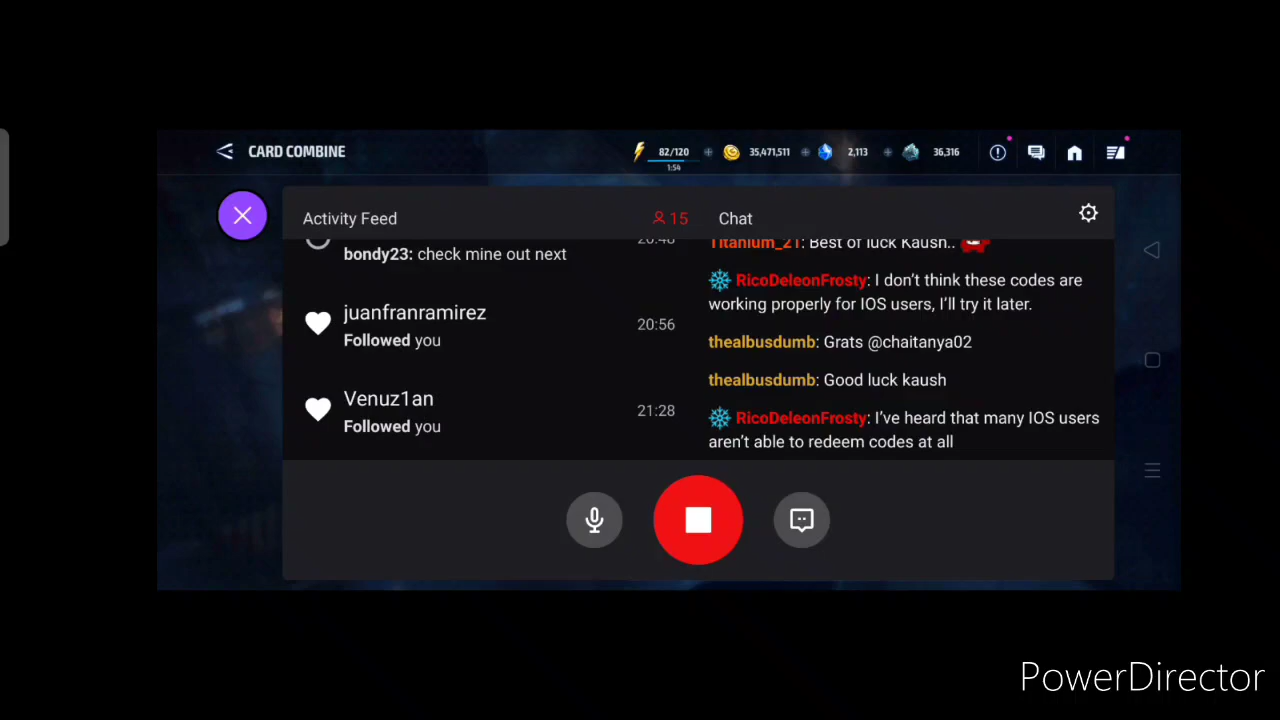 CARD COMBINE
82/120
1:54
35,471,511
2,113
36,316
Activity Feed
15
Chat
20:48
bondy23: check mine out next
juanfranramirez
Followed you
20:56
Venuz1an
Followed you
21:28
Titanium_21: Best of luck Kaush..
RicoDeleonFrosty: I don’t think these codes are
working properly for IOS users, I’ll try it later.
thealbusdumb: Grats @chaitanya02
thealbusdumb: Good luck kaush
RicoDeleonFrosty: I’ve heard that many IOS users
aren’t able to redeem codes at all
PowerDirector